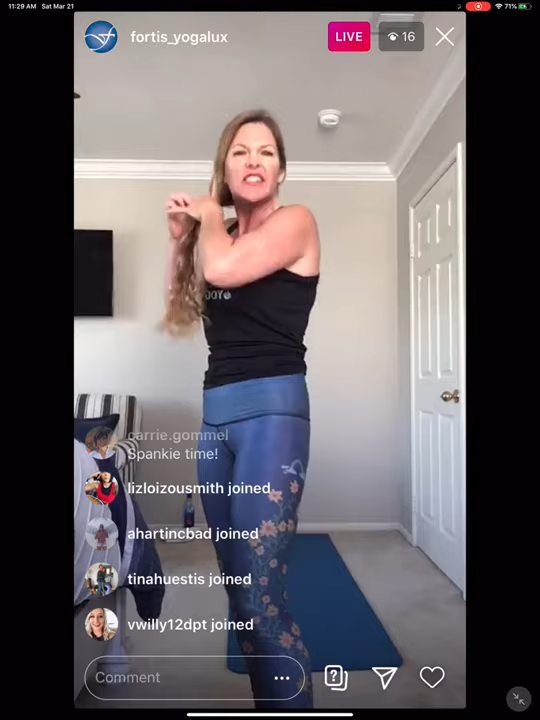 11:29 AM Sat Mar 21
71%
fortis_yogalux
LIVE
16
carrie.gommel
Spankie time!
lizloizousmith joined
ahartincbad joined
tinahuestis joined
vwilly12dpt joined
Comment